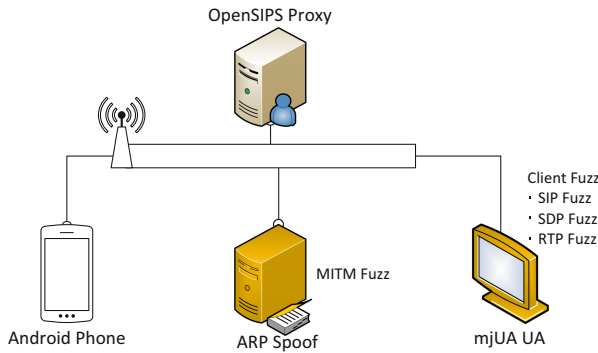 OpenSIPS Proxy
Client Fuzz
· SIP Fuzz
· SDP Fuzz
· RTP Fuzz
MITM Fuzz
Android Phone
ARP Spoof
mjUA UA